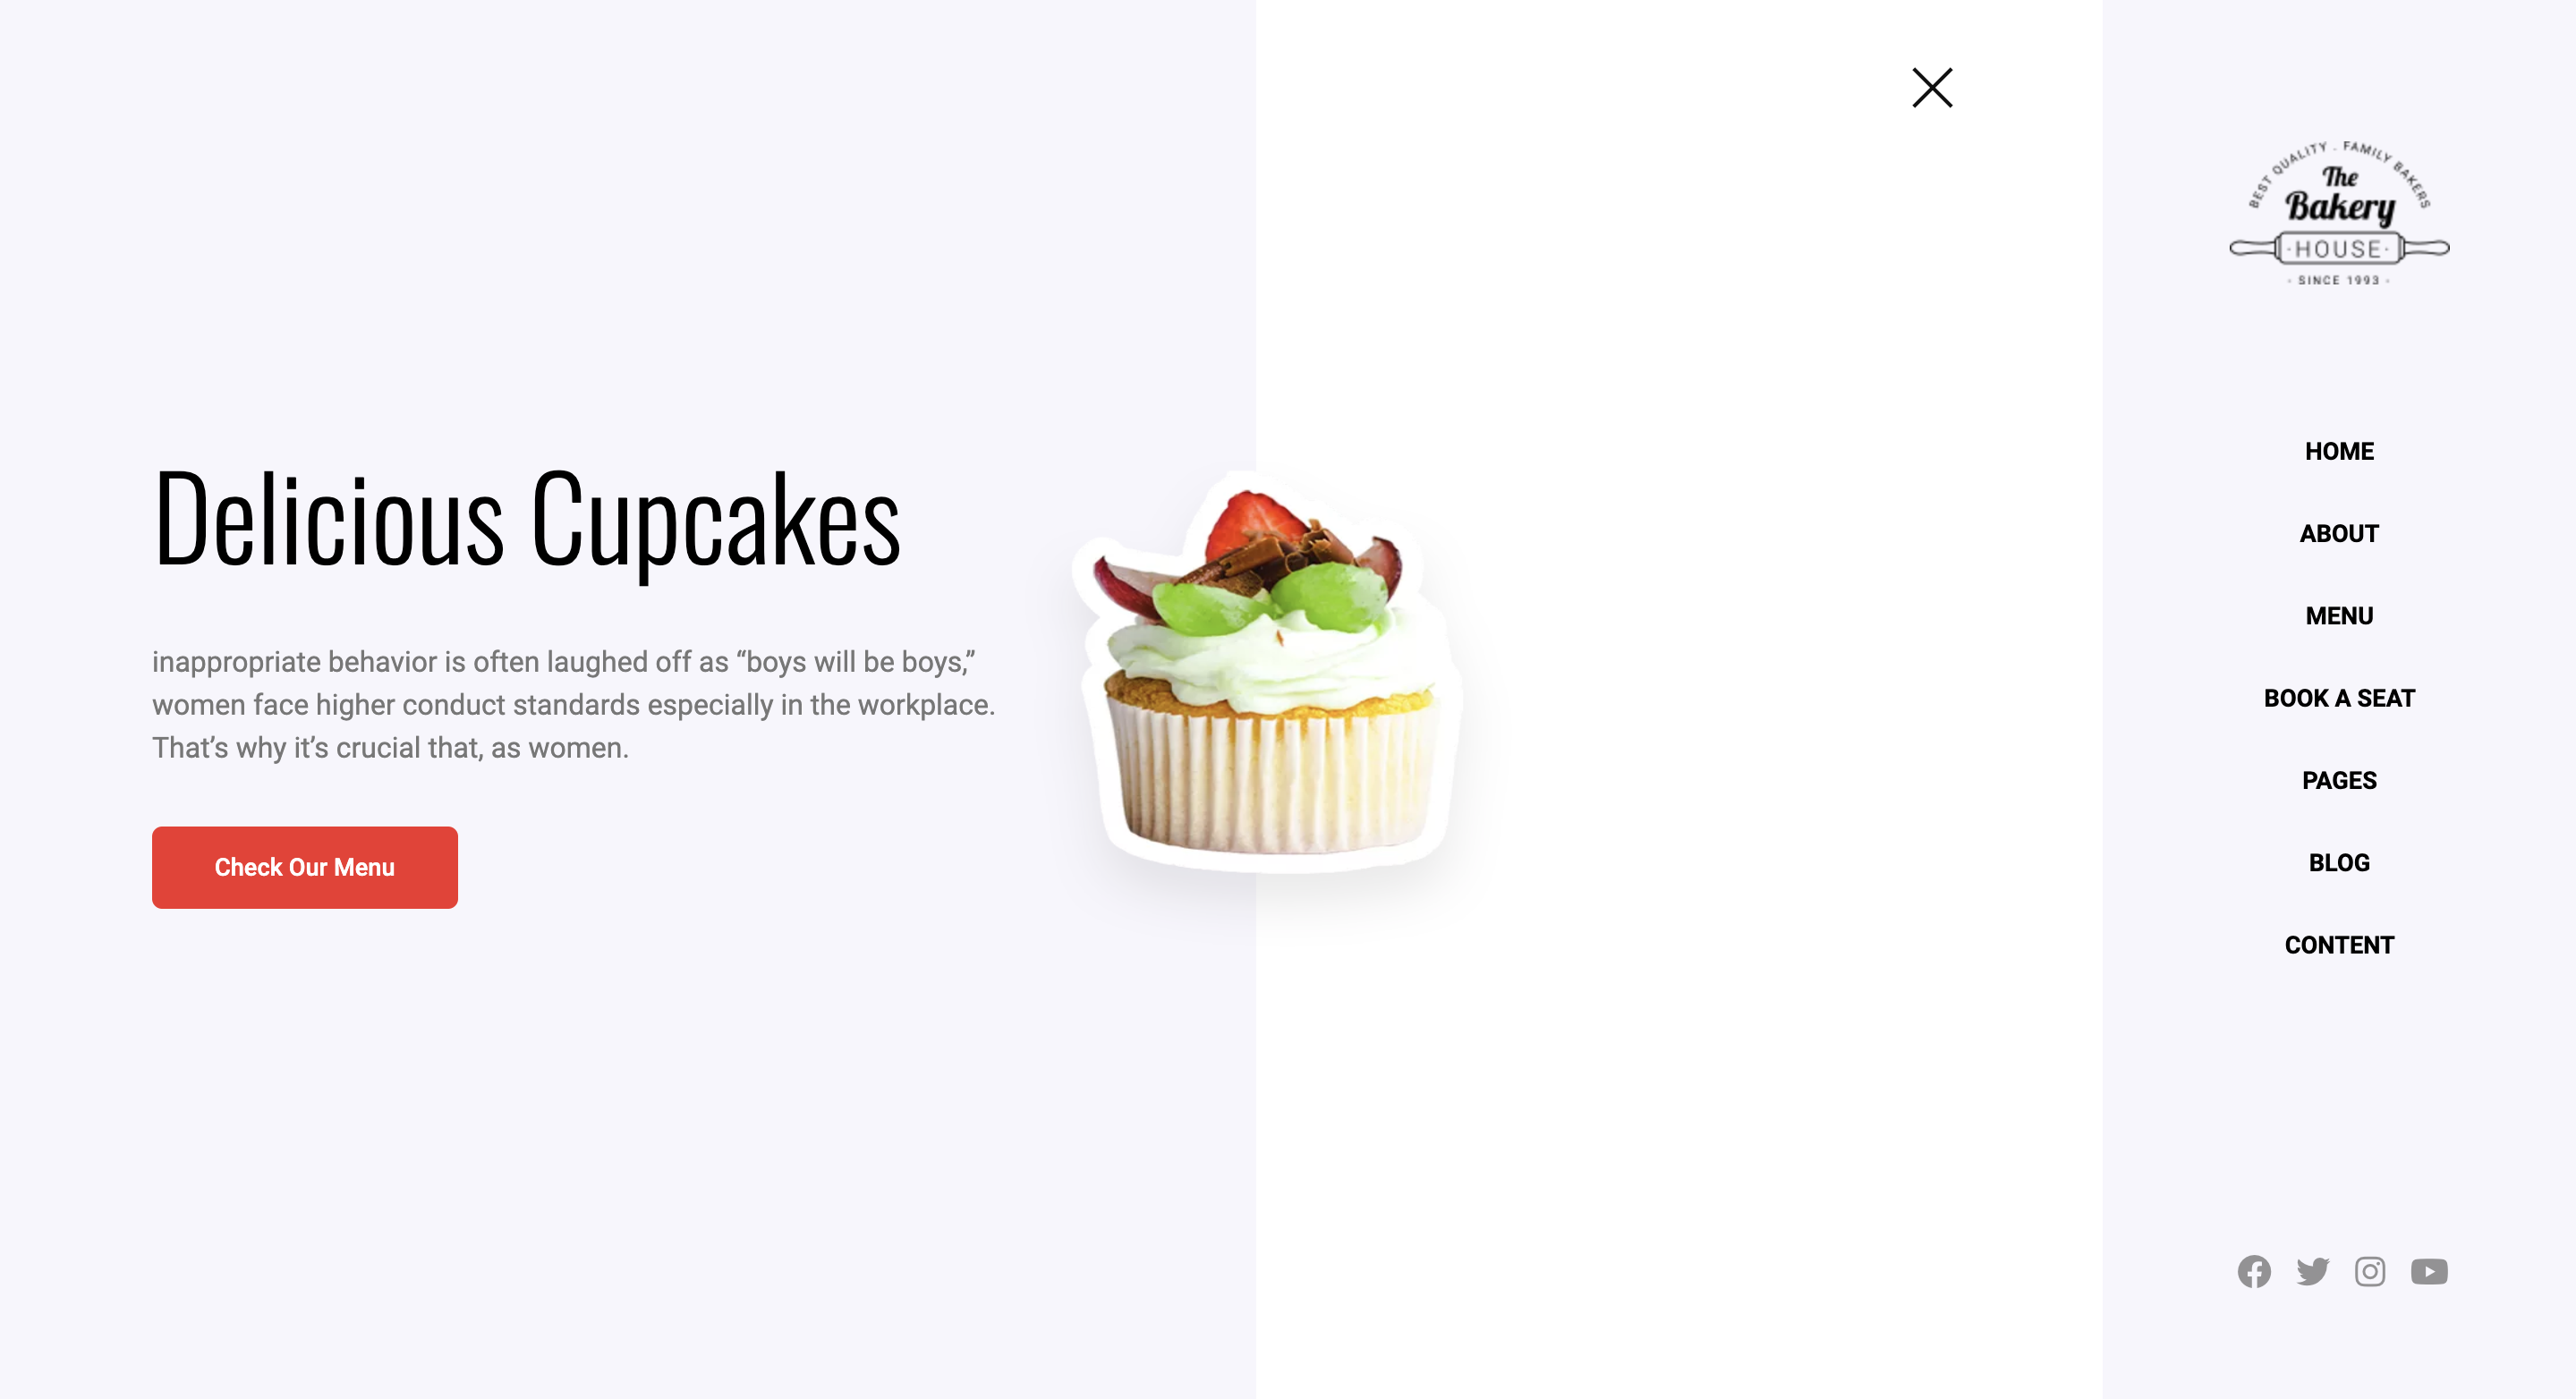 Delicious Cupcakes
inappropriate behavior is often laughed off as “boys will be boys,”
women face higher conduct standards especially in the workplace.
That’s why it’s crucial that, as women.
Check Our Menu
BEST QUALITY . FAMILY BAKERS
The
Bakery
·HOUSE·
- SINCE 1993 -
HOME
ABOUT
MENU
BOOK A SEAT
PAGES
BLOG
CONTENT